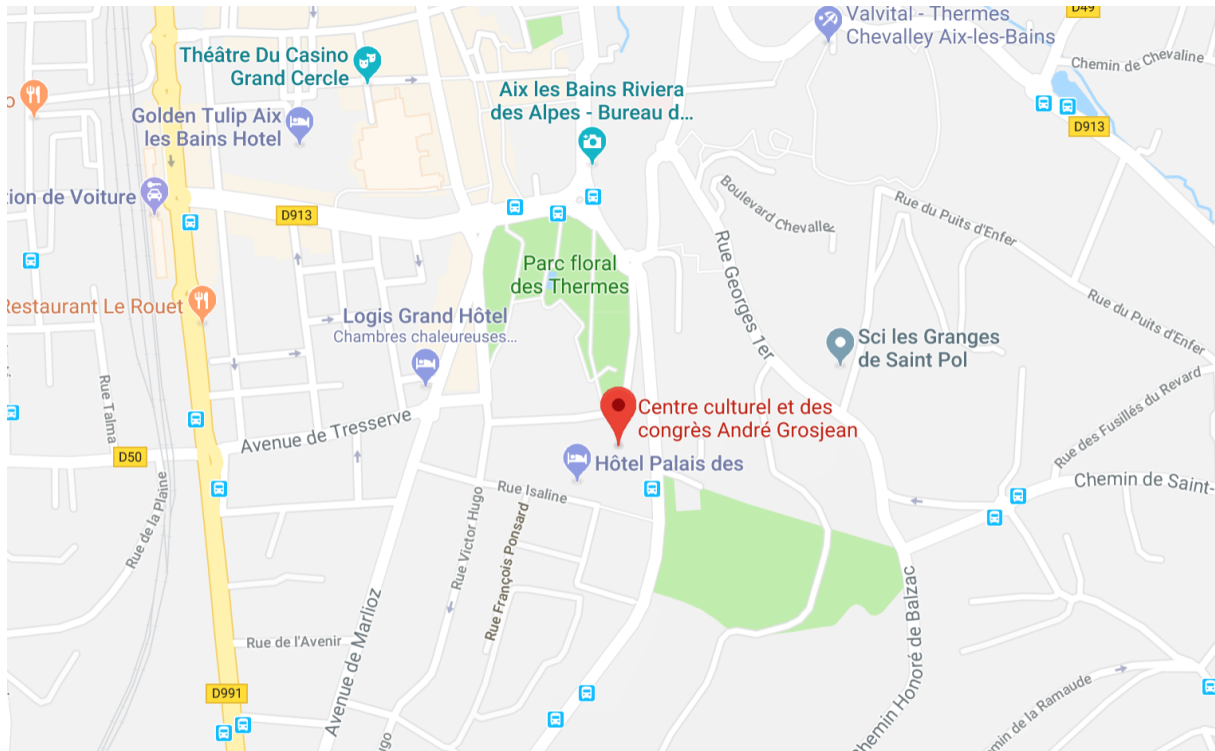 D49
Valvital - Thermes
Chevalley Aix-les-Bains
Chemin de Chevaline
Théâtre Du Casino
Grand Cercle
o
Aix les Bains Riviera
des Alpes - Bureau d...
Golden Tulip Aix
les Bains Hotel
D913
tion de Voiture
D913
Boulevard Chevalle
Rue du Puits d'Enfer
Parc floral
des Thermes
Rue Georges 1er
Rue du Puits d'Enfer
Restaurant Le Rouet
Logis Grand Hôtel
Chambres chaleureuses...
Sci les Granges
de Saint Pol
Rue Talma
Avenue de Tresserve
Centre culturel et des
congrès André Grosjean
Rue des Fusillés du Revard
D50
Hôtel Palais des
Chemin de Saint-
Rue Isaline
Rue de la Plaine
Rue Victor Hugo
Rue François Ponsard
Avenue de Marlioz
Rue de l'Avenir
Chemin Honoré de Balzac
D991
min de la Ramaude